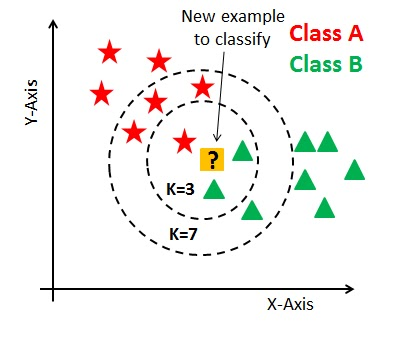 New example
to classify
Class A
Class B
Y-Axis
?
K=3
K=7
X-Axis